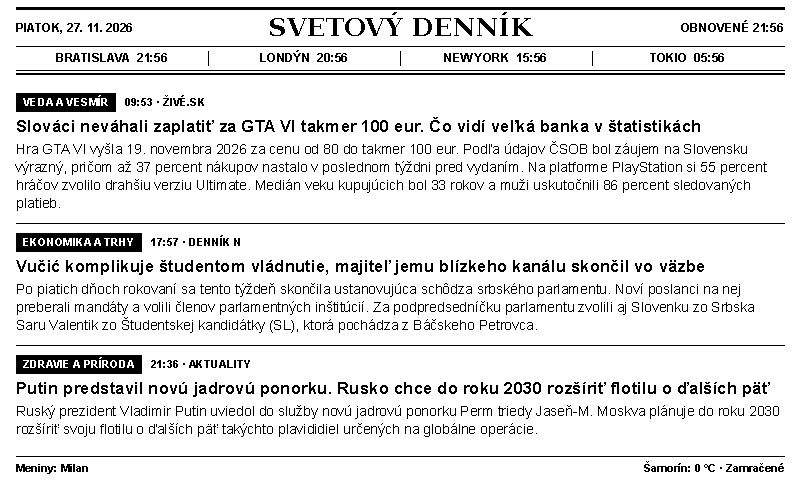 PIATOK, 27. 11. 2026
SVETOVÝ DENNÍK
OBNOVENÉ 21:56
BRATISLAVA 21:56
LONDÝN 20:56
NEW YORK 15:56
TOKIO 05:56
VEDA A VESMÍR 09:53 · ŽIVÉ.SK
Slováci neváhali zaplatiť za GTA VI takmer 100 eur. Čo vidí veľká banka v štatistikách
Hra GTA VI vyšla 19. novembra 2026 za cenu od 80 do takmer 100 eur. Podľa údajov ČSOB bol záujem na Slovensku
výrazný, pričom až 37 percent nákupov nastalo v poslednom týždni pred vydaním. Na platforme PlayStation si 55 percent
hráčov zvolilo drahšiu verziu Ultimate. Medián veku kupujúcich bol 33 rokov a muži uskutočnili 86 percent sledovaných
platieb.
EKONOMIKA A TRHY 17:57 · DENNÍK N
Vučić komplikuje študentom vládnutie, majiteľ jemu blízkeho kanálu skončil vo väzbe
Po piatich dňoch rokovaní sa tento týždeň skončila ustanovujúca schôdza srbského parlamentu. Noví poslanci na nej
preberali mandáty a volili členov parlamentných inštitúcií. Za podpredsedníčku parlamentu zvolili aj Slovenku zo Srbska
Saru Valentik zo Študentskej kandidátky (SL), ktorá pochádza z Báčskeho Petrovca.
ZDRAVIE A PRÍRODA 21:36 · AKTUALITY
Putin predstavil novú jadrovú ponorku. Rusko chce do roku 2030 rozšíriť flotilu o ďalších päť
Ruský prezident Vladimir Putin uviedol do služby novú jadrovú ponorku Perm triedy Jaseň-M. Moskva plánuje do roku 2030
rozšíriť svoju flotilu o ďalších päť takýchto plavididiel určených na globálne operácie.
Meniny: Milan
Šamorín: 0 °C · Zamračené